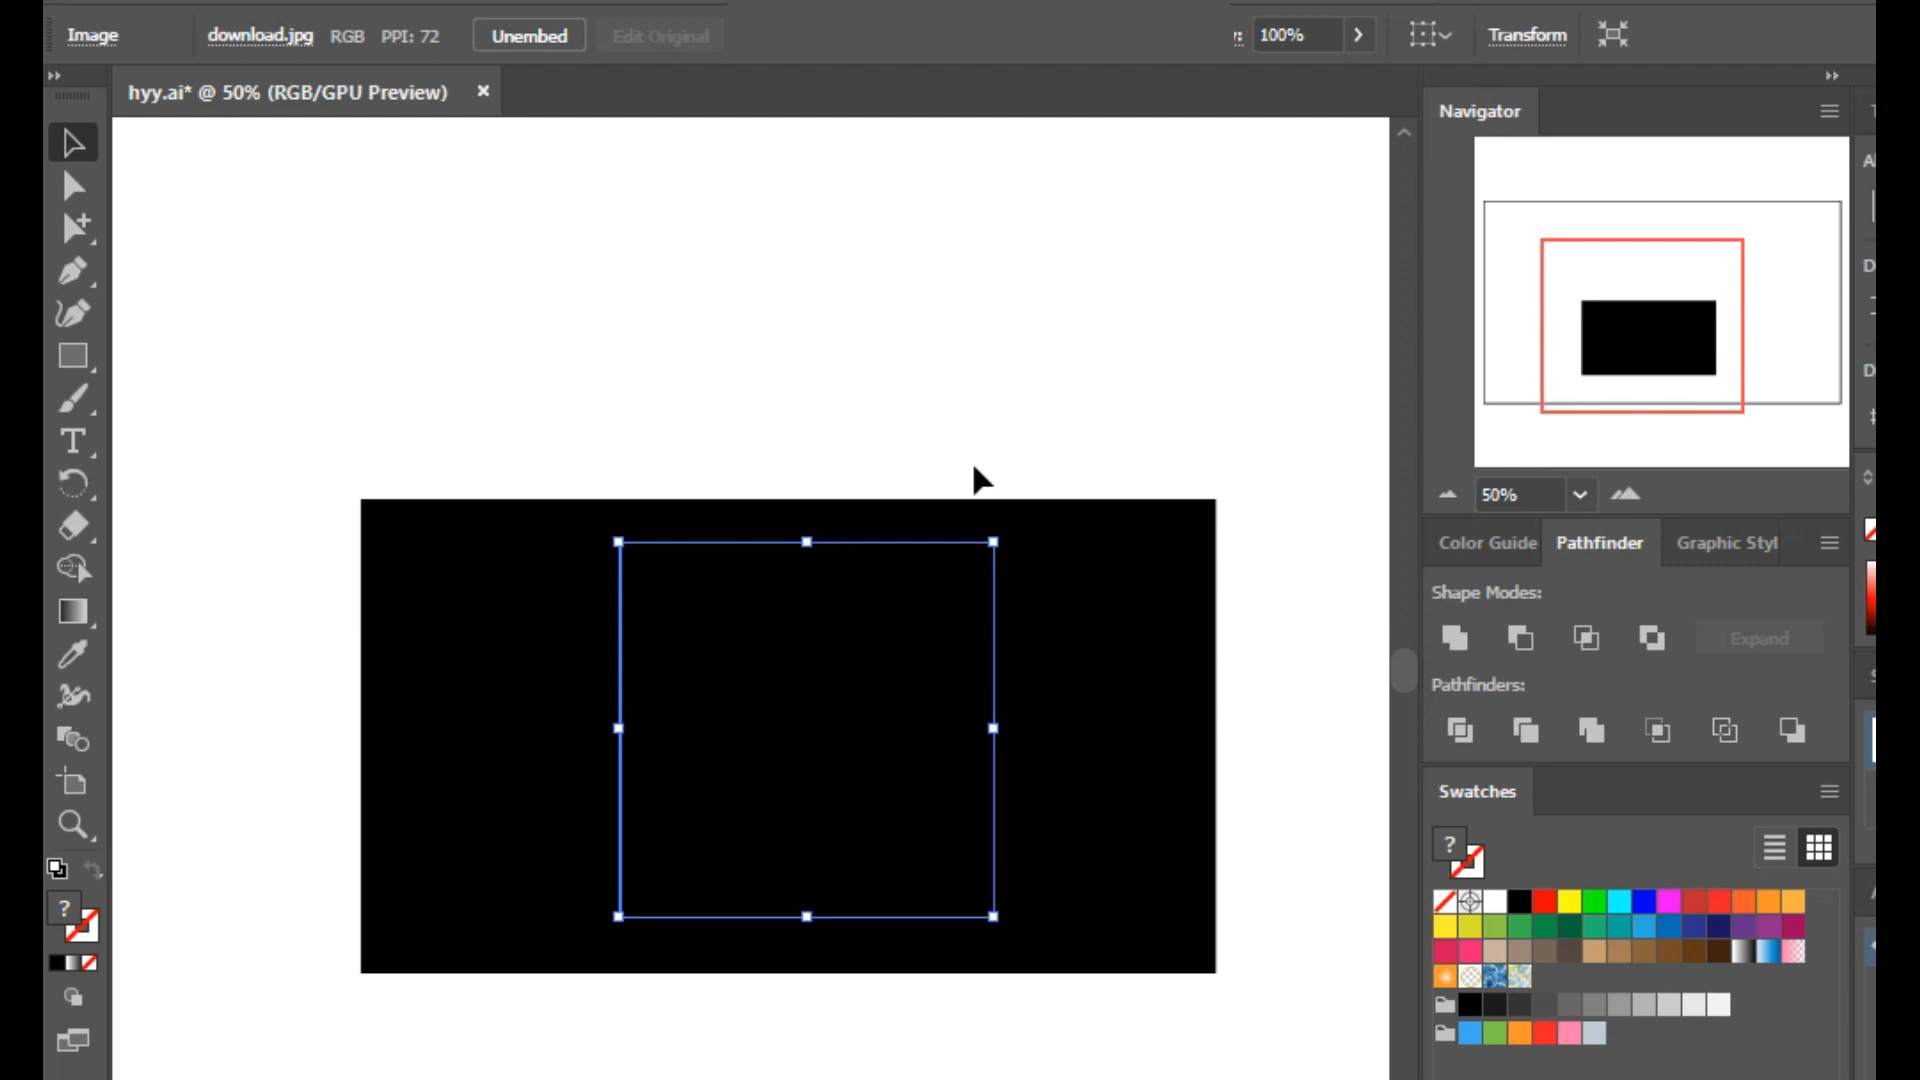 Image
download.jpg
RGB
PPI: 72
Unembed
Edit Original
100%
Transform
hyy.ai* @ 50% (RGB/GPU Preview)
Navigator
50%
Color Guide
Pathfinder
Graphic Styl
Shape Modes:
Expand
Pathfinders:
Swatches
?
?